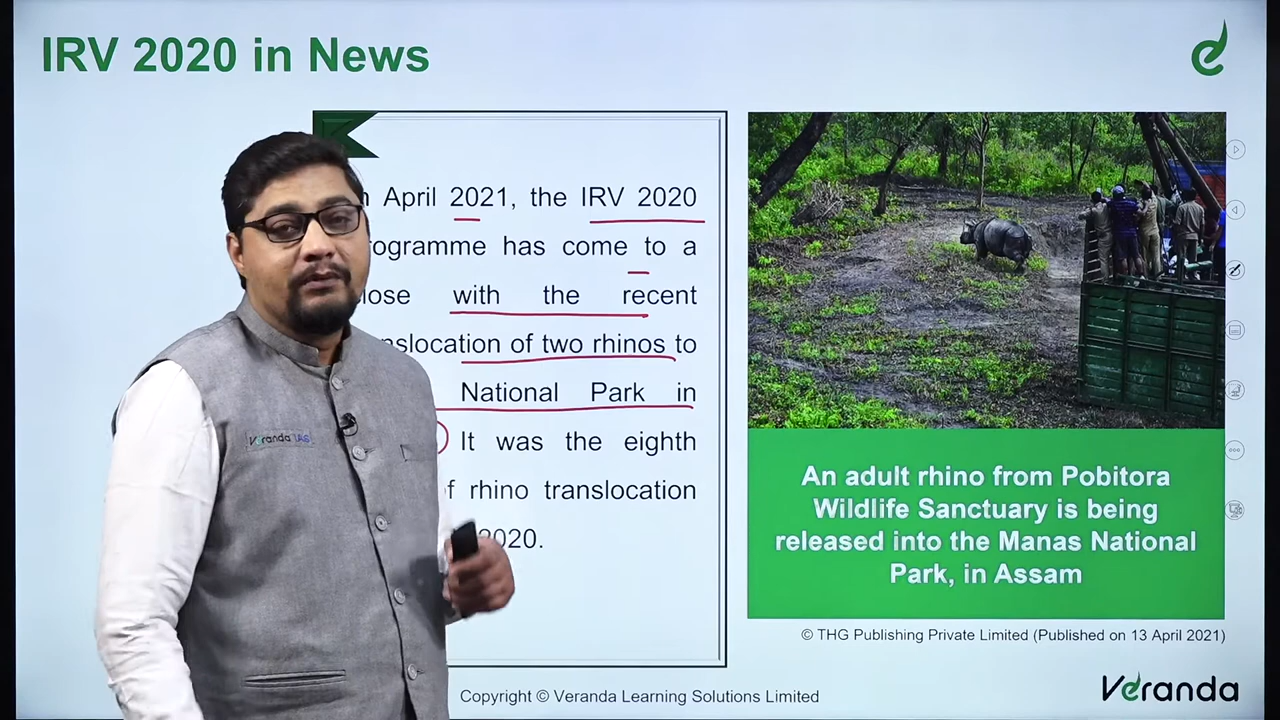 IRV 2020 in News
April 2021, the IRV 2020
rogramme has come to a
lose with the recent
nslocation of two rhinos to
National Park in
It was the eighth
f rhino translocation
2020.
Veranda IAS
An adult rhino from Pobitora
Wildlife Sanctuary is being
released into the Manas National
Park, in Assam
© THG Publishing Private Limited (Published on 13 April 2021)
Copyright © Veranda Learning Solutions Limited
Veranda